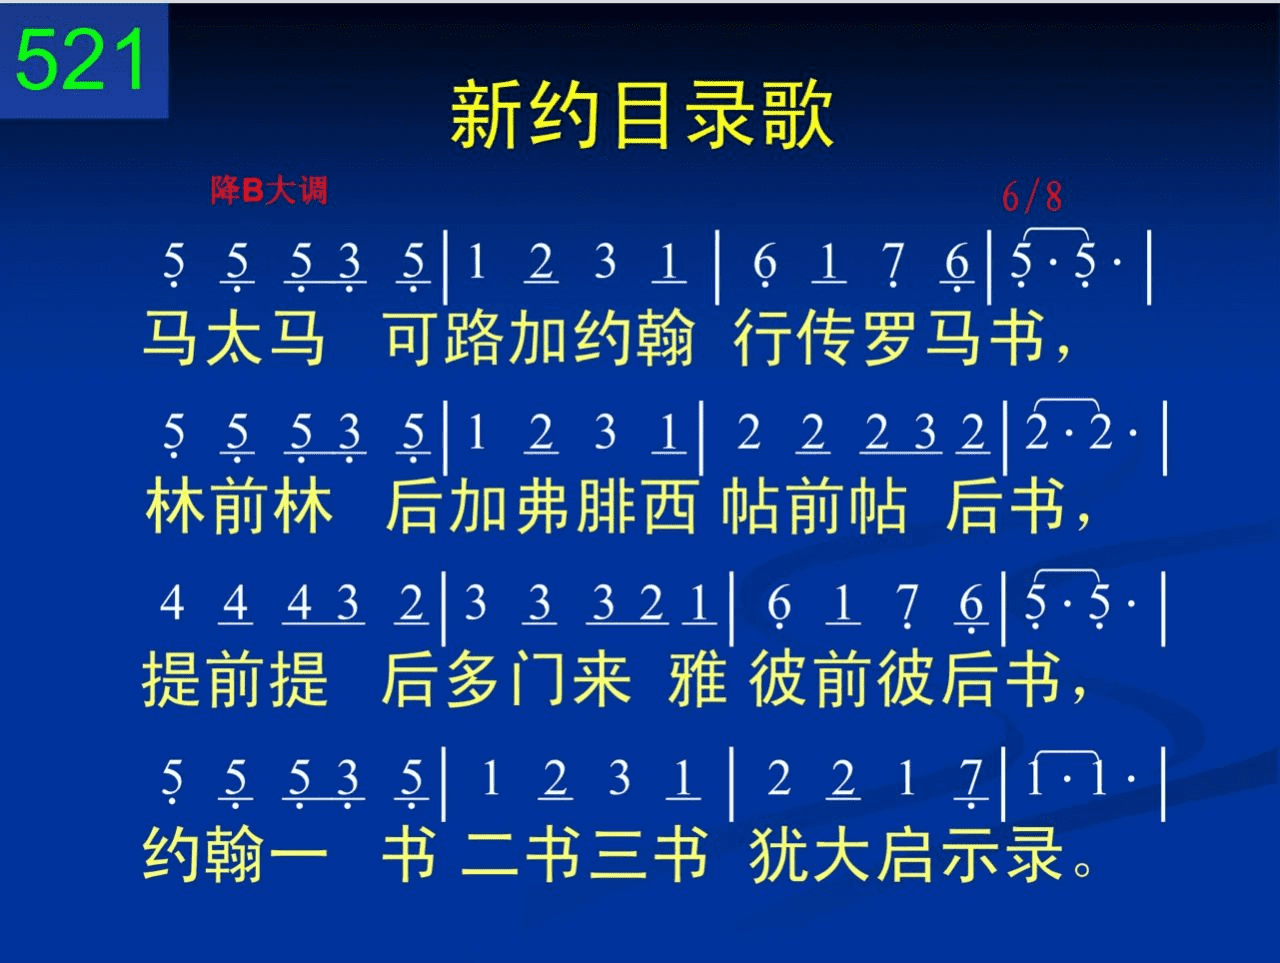 521
新约目录歌
降B大调 6/8
5 5 5 3 5 | 1 2 3 1 | 6 1 7 6 | 5 · 5 · |
马太马 可路加约翰 行传罗马书，
5 5 5 3 5 | 1 2 3 1 | 2 2 2 3 2 | 2 · 2 · |
林前林 后加弗腓西 帖前帖 后书，
4 4 4 3 2 | 3 3 3 2 1 | 6 1 7 6 | 5 · 5 · |
提前提 后多门来 雅 彼前彼后书，
5 5 5 3 5 | 1 2 3 1 | 2 2 1 7 | 1 · 1 · |
约翰一 书 二书三书 犹大启示录。